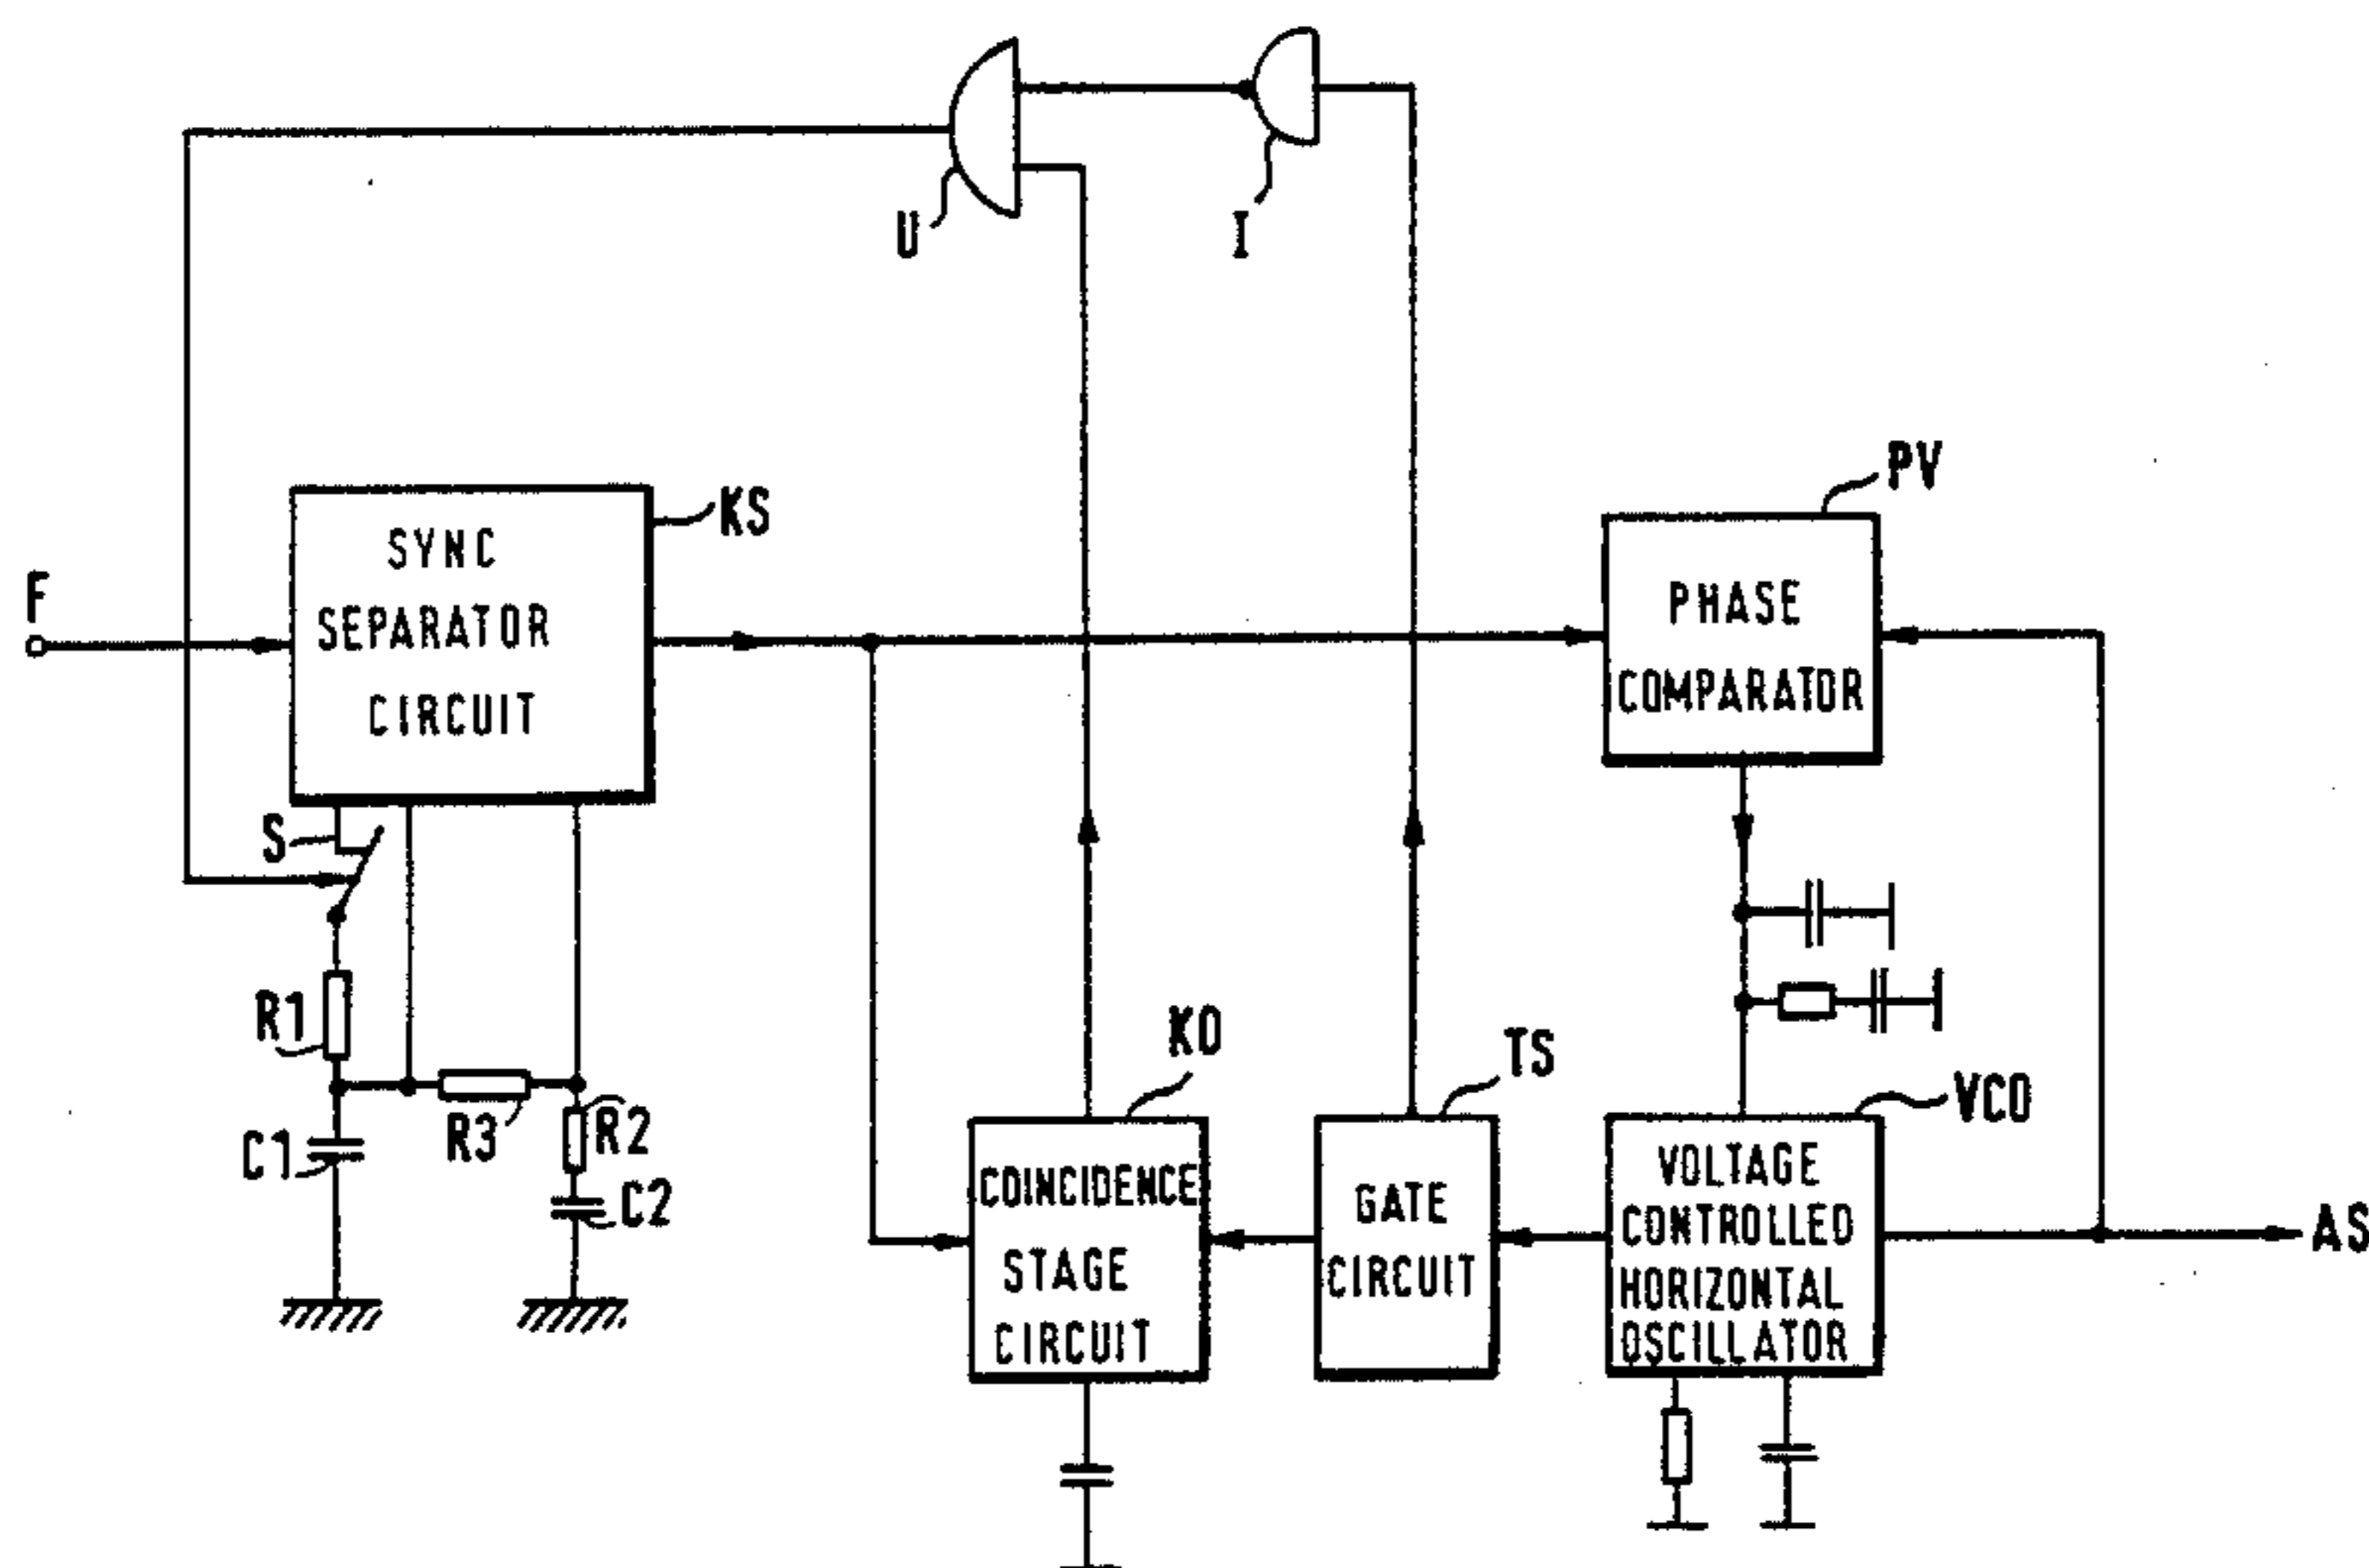 U
I
PV
KS
F
SYNC
SEPARATOR
CIRCUIT
PHASE
COMPARATOR
S
R1
KO
TS
VCO
C1
R3
R2
C2
COINCIDENCE
STAGE
CIRCUIT
GATE
CIRCUIT
VOLTAGE
CONTROLLED
HORIZONTAL
OSCILLATOR
AS